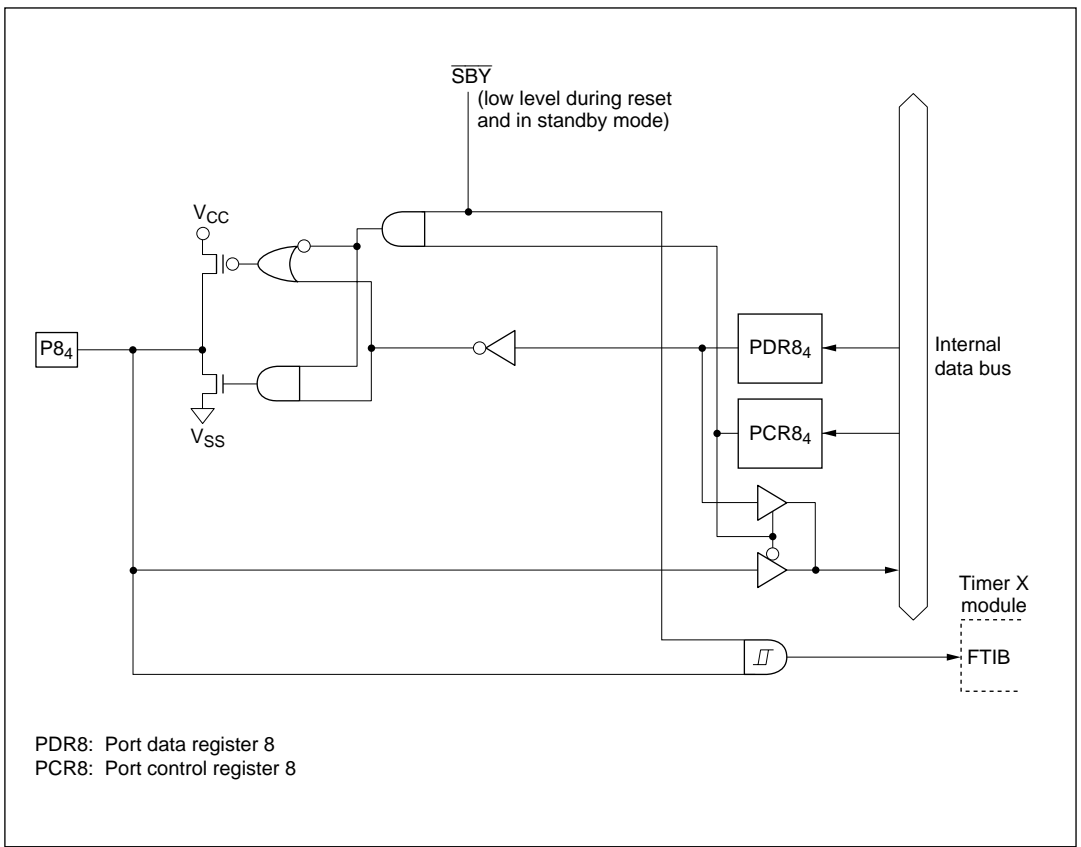 S̅B̅Y̅
(low level during reset
and in standby mode)
VCC
P84
VSS
PDR84
PCR84
Internal
data bus
Timer X
module
FTIB
PDR8: Port data register 8
PCR8: Port control register 8